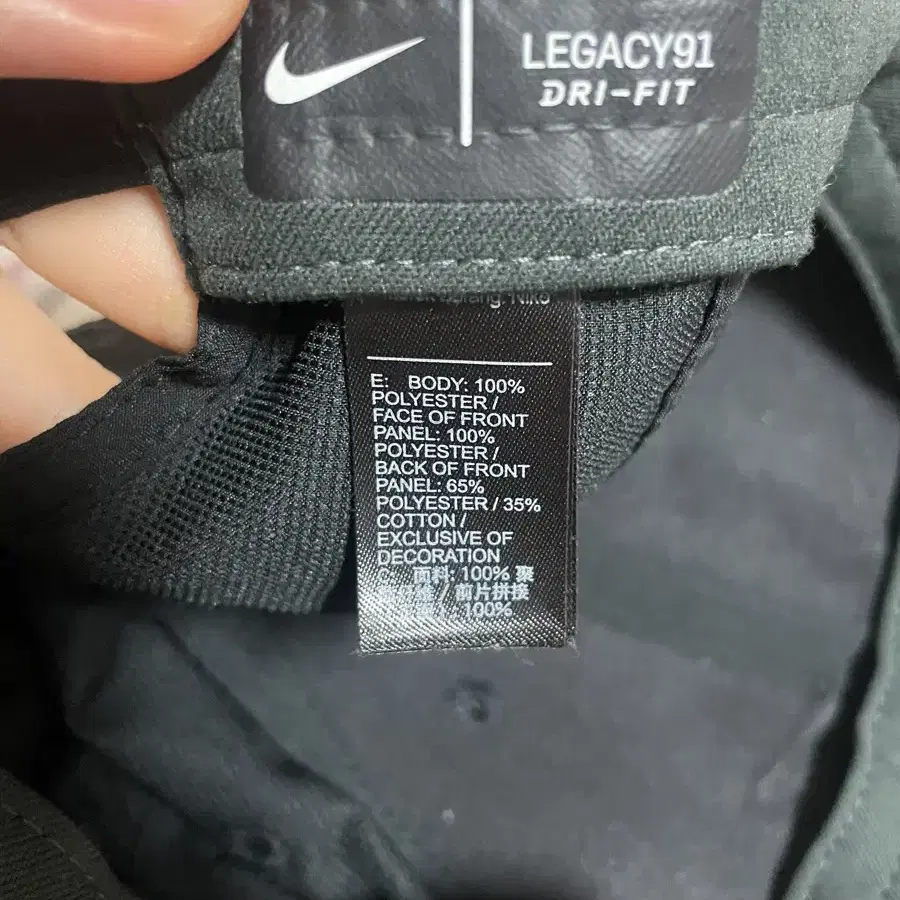 LEGACY91
DRI-FIT
E: BODY: 100%
POLYESTER /
FACE OF FRONT
PANEL: 100%
POLYESTER /
BACK OF FRONT
PANEL: 65%
POLYESTER / 35%
COTTON /
EXCLUSIVE OF
DECORATION
面料: 100% 聚
/ 前片拼接
100%